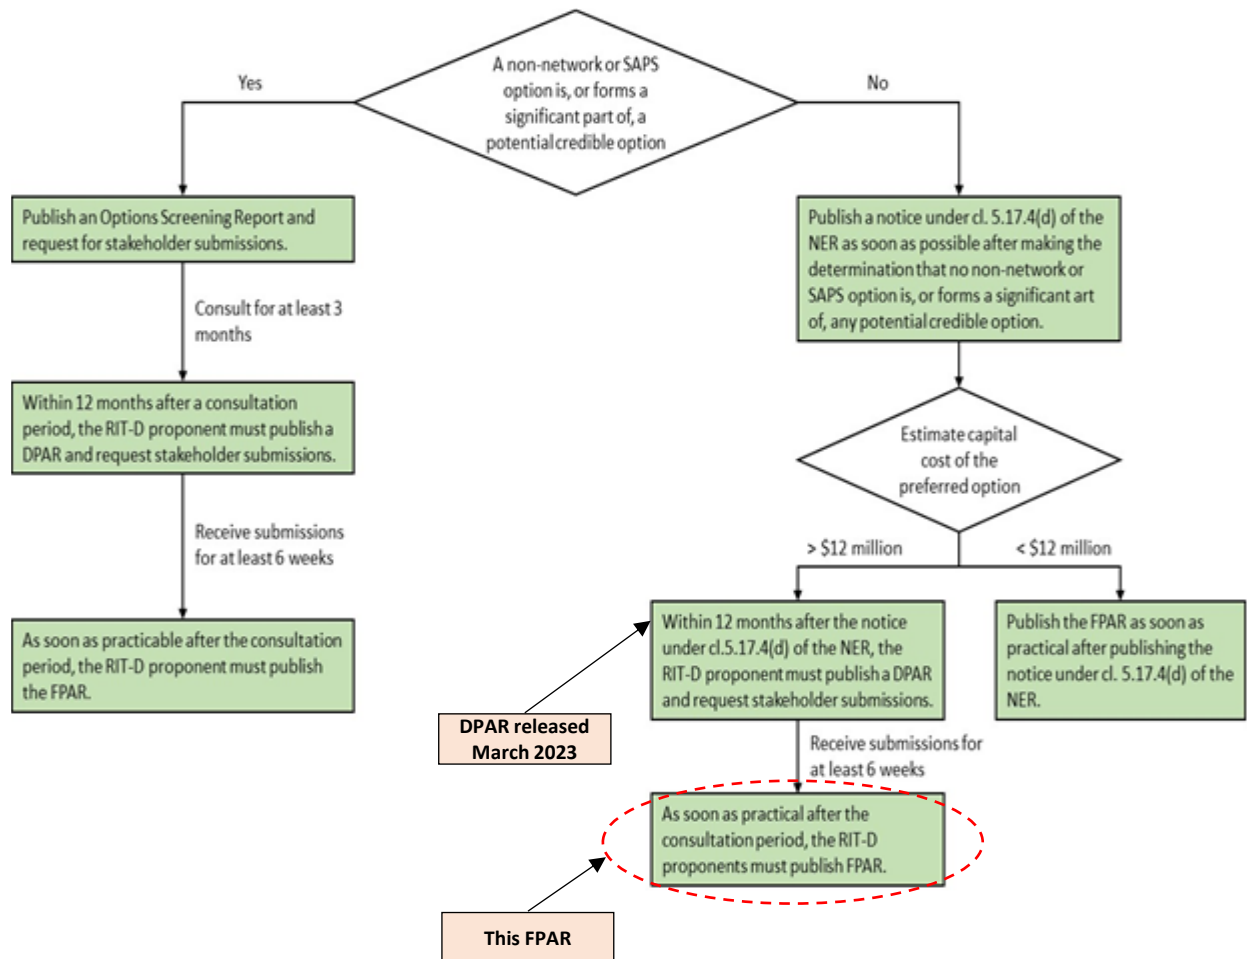 A non-network or SAPS
option is, or forms a
significant part of, a
potential credible option
Yes
No
Publish an Options Screening Report and
request for stakeholder submissions.
Consult for at least 3
months
Within 12 months after a consultation
period, the RIT-D proponent must publish a
DPAR and request stakeholder submissions.
Receive submissions
for at least 6 weeks
As soon as practicable after the consultation
period, the RIT-D proponent must publish
the FPAR.
Publish a notice under cl. 5.17.4(d) of the
NER as soon as possible after making the
determination that no non-network or
SAPS option is, or forms a significant art
of, any potential credible option.
Estimate capital
cost of the
preferred option
> $12 million
< $12 million
Within 12 months after the notice
under cl.5.17.4(d) of the NER, the
RIT-D proponent must publish a DPAR
and request stakeholder submissions.
Publish the FPAR as soon as
practical after publishing the
notice under cl. 5.17.4(d) of the
NER.
DPAR released
March 2023
Receive submissions for
at least 6 weeks
As soon as practical after the
consultation period, the RIT-D
proponents must publish FPAR.
This FPAR